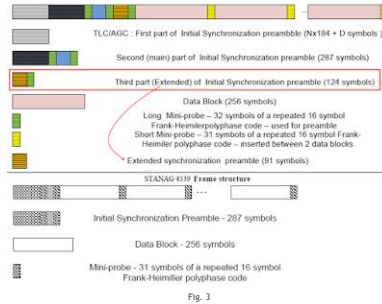 TLC/AGC : First part of Initial Synchronization preamble (Nx184 + D symbols)
Second (main) part of Initial Synchronization preamble (287 symbols)
Third part (Extended) of Initial Synchronization preamble (124 symbols)
Data Block (256 symbols)
Long Mini-probe – 32 symbols of a repeated 16 symbol
Frank-Heimilerpolyphase code – used for preamble
Short Mini-probe – 31 symbols of a repeated 16 symbol Frank-
Heimiler polyphase code – inserted between 2 data blocks
Extended synchronization preamble (91 symbols)
STANAG 4539 Frame structure
Initial Synchronization Preamble - 287 symbols
Data Block - 256 symbols
Mini-probe - 31 symbols of a repeated 16 symbol
Frank-Heimiller polyphase code
Fig. 3